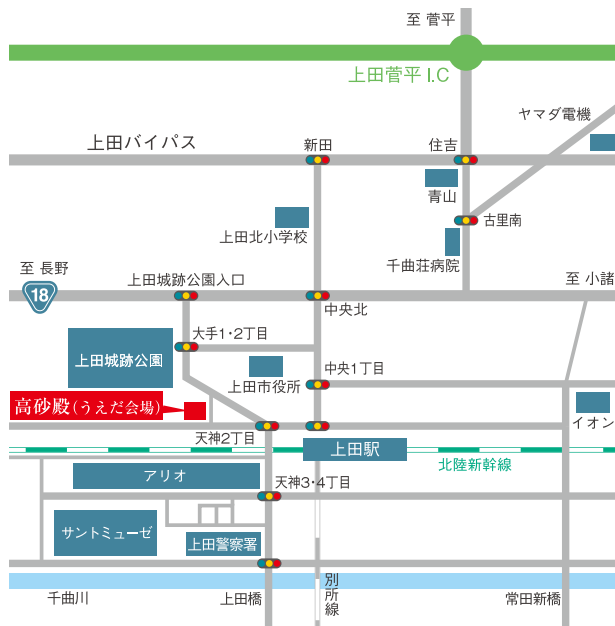 至 菅平
上田菅平 I.C
ヤマダ電機
上田バイパス
新田
住吉
青山
古里南
上田北小学校
千曲荘病院
至 長野
18
上田城跡公園入口
至 小諸
中央北
大手1・2丁目
上田城跡公園
上田市役所
中央1丁目
高砂殿(うえだ会場)
イオン
天神2丁目
上田駅
北陸新幹線
アリオ
天神3・4丁目
サントミューゼ
上田警察署
千曲川
上田橋
別所線
常田新橋